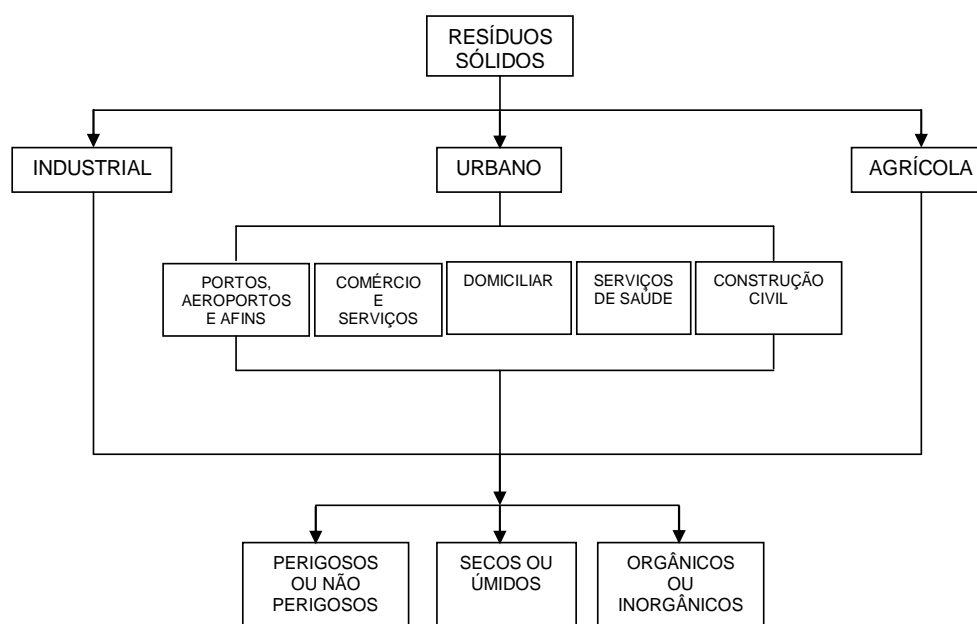 RESÍDUOS
SÓLIDOS
INDUSTRIAL
URBANO
AGRÍCOLA
PORTOS,
AEROPORTOS
E AFINS
COMÉRCIO
E
SERVIÇOS
DOMICILIAR
SERVIÇOS
DE SAÚDE
CONSTRUÇÃO
CIVIL
PERIGOSOS
OU NÃO
PERIGOSOS
SECOS OU
ÚMIDOS
ORGÂNICOS
OU
INORGÂNICOS